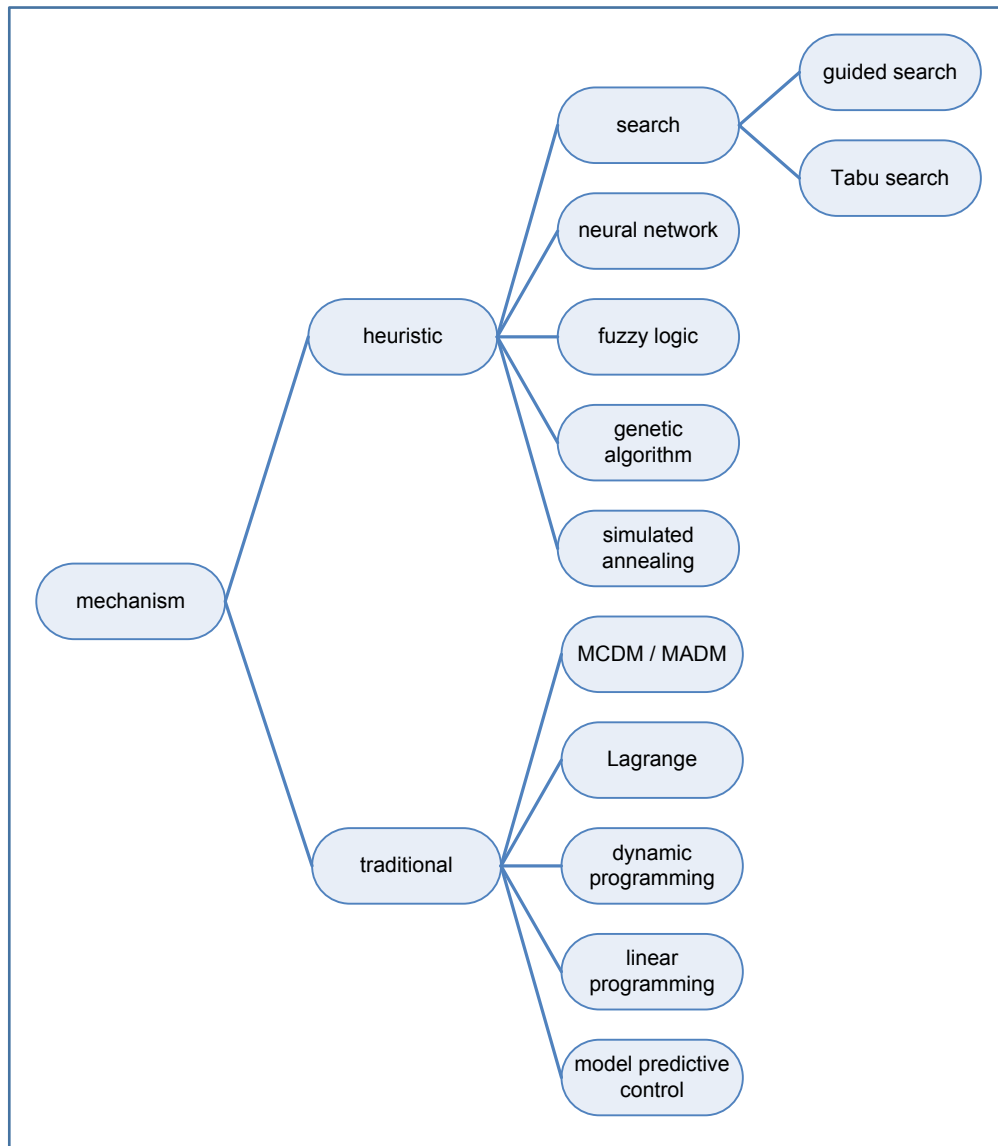 guided search
search
Tabu search
neural network
heuristic
fuzzy logic
genetic
algorithm
simulated
annealing
mechanism
MCDM / MADM
Lagrange
traditional
dynamic
programming
linear
programming
model predictive
control